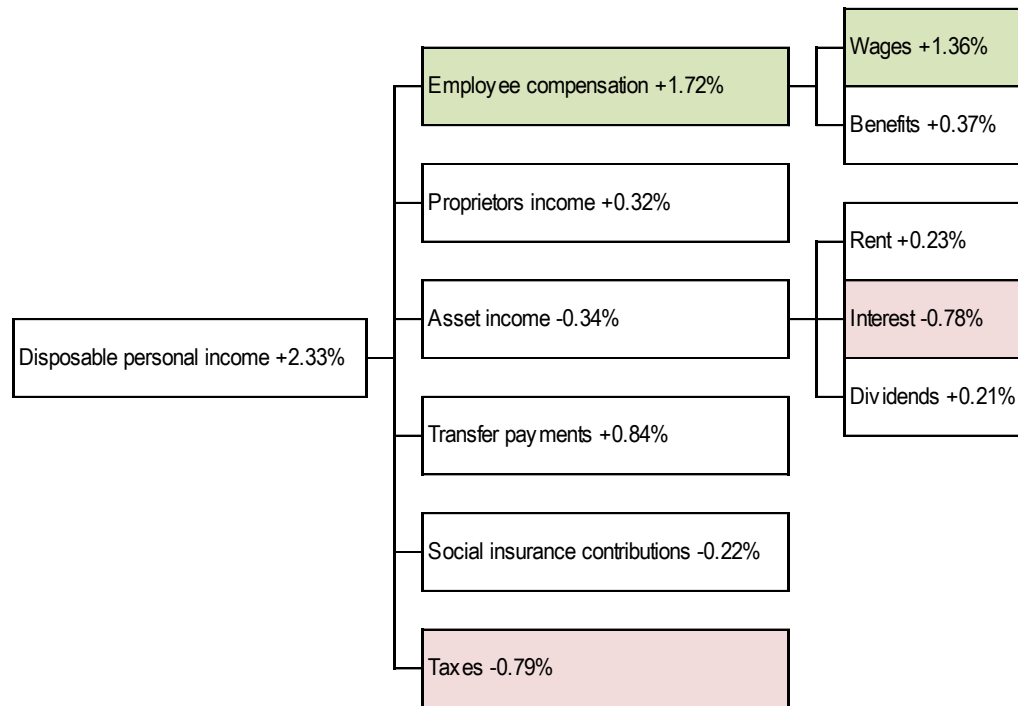 Disposable personal income +2.33%
Employee compensation +1.72%
Wages +1.36%
Benefits +0.37%
Proprietors income +0.32%
Asset income -0.34%
Rent +0.23%
Interest -0.78%
Dividends +0.21%
Transfer payments +0.84%
Social insurance contributions -0.22%
Taxes -0.79%